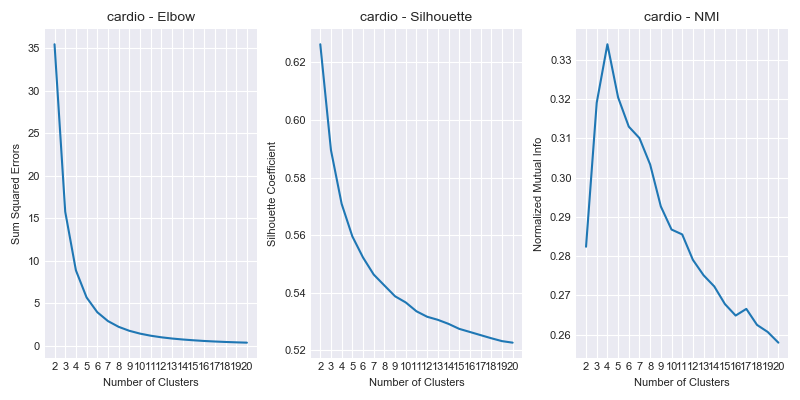 cardio - Elbow
35
30
25
20
15
10
5
0
Sum Squared Errors
2 3 4 5 6 7 8 9 10 11 12 13 14 15 16 17 18 19 20
Number of Clusters
cardio - Silhouette
0.62
0.60
0.58
0.56
0.54
0.52
Silhouette Coefficient
2 3 4 5 6 7 8 9 10 11 12 13 14 15 16 17 18 19 20
Number of Clusters
cardio - NMI
0.33
0.32
0.31
0.30
0.29
0.28
0.27
0.26
Normalized Mutual Info
2 3 4 5 6 7 8 9 10 11 12 13 14 15 16 17 18 19 20
Number of Clusters